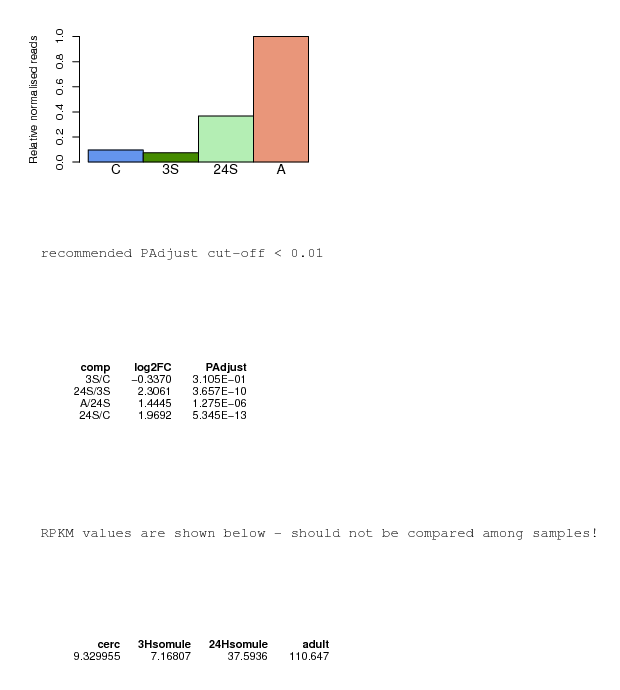 Relative normalised reads
1.0
0.8
0.6
0.4
0.2
0.0
C 3S 24S A
recommended PAdjust cut-off < 0.01
comp log2FC PAdjust
3S/C −0.3370 3.105E−01
24S/3S 2.3061 3.657E−10
A/24S 1.4445 1.275E−06
24S/C 1.9692 5.345E−13
RPKM values are shown below - should not be compared among samples!
cerc 3Hsomule 24Hsomule adult
9.329955 7.16807 37.5936 110.647